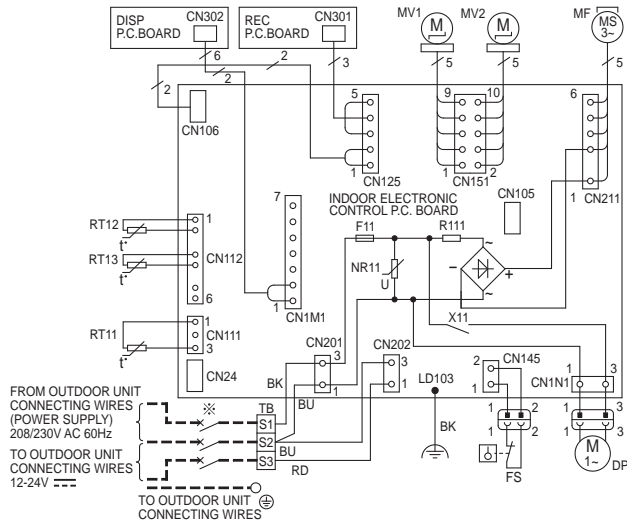 DISP
P.C.BOARD
CN302
REC
P.C.BOARD
CN301
MV1
M
MV2
M
MF
MS
3~
6
2
2
3
5
5
5
2
CN106
5
1
CN125
9
10
1
2
CN151
6
1
CN211
INDOOR ELECTRONIC
CONTROL P.C. BOARD
CN105
7
1
CN1M1
RT12
t°
RT13
t°
1
CN112
6
RT11
t°
1
CN111
3
CN24
F11
R111
NR11
U
~
−
+
~
X11
CN201
3
1
CN202
3
1
BK
BU
LD103
BK
2
CN145
1
1
2
1
2
FS
1
3
CN1N1
1
3
1
3
M
1~
DP
FROM OUTDOOR UNIT
CONNECTING WIRES
(POWER SUPPLY)
208/230V AC 60Hz
※
TB
S1
S2
S3
BU
RD
TO OUTDOOR UNIT
CONNECTING WIRES
12-24V
TO OUTDOOR UNIT
CONNECTING WIRES